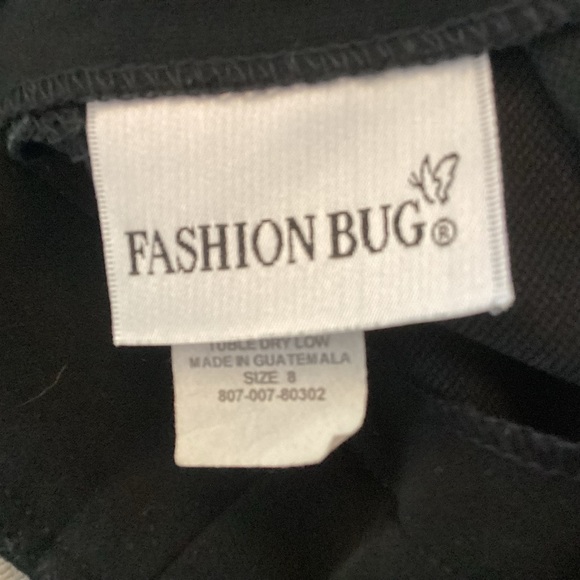 FASHION BUG®
TUBLE DRY LOW
MADE IN GUATEMALA
SIZE 8
807-007-80302